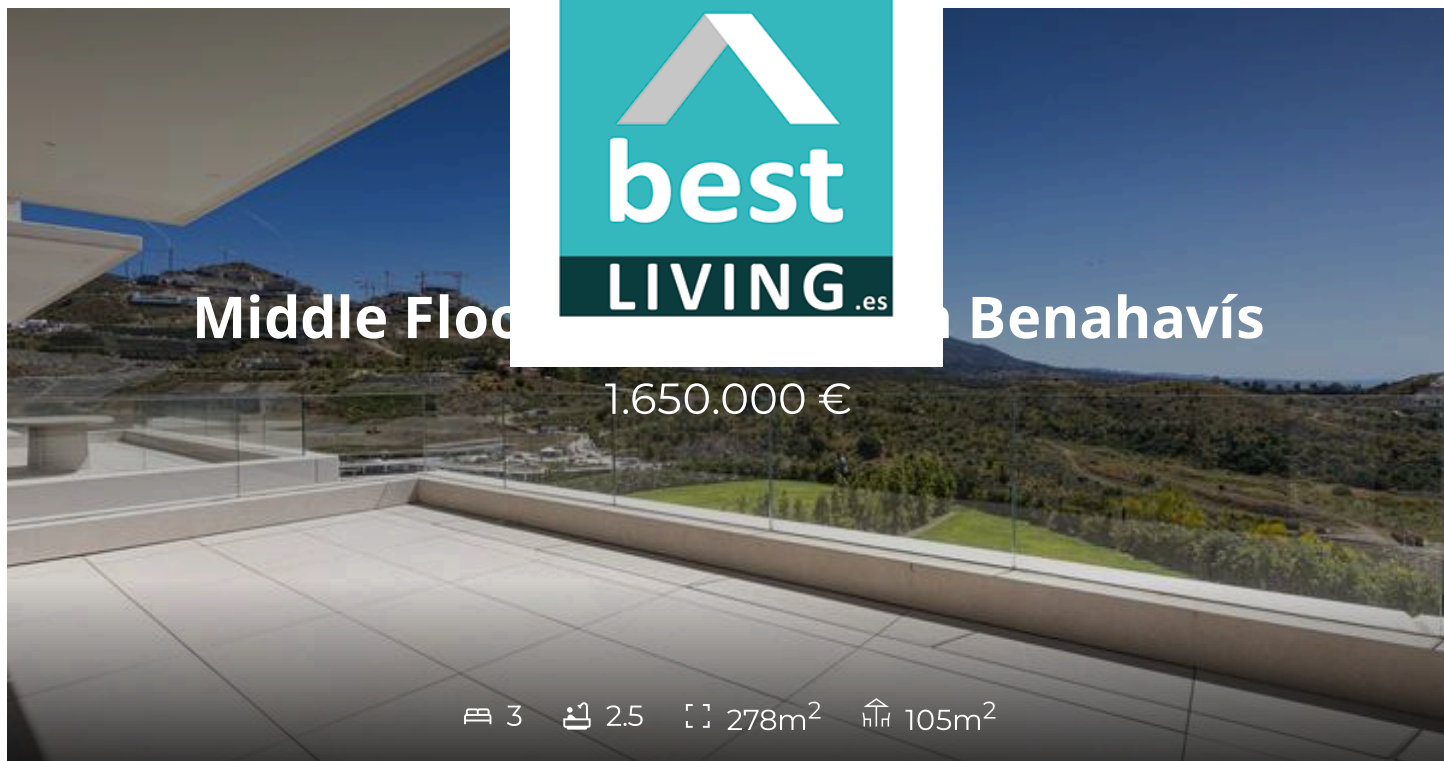 best
LIVING.es
Middle Floo Benahavís
1.650.000 €
3 2.5 278m² 105m²